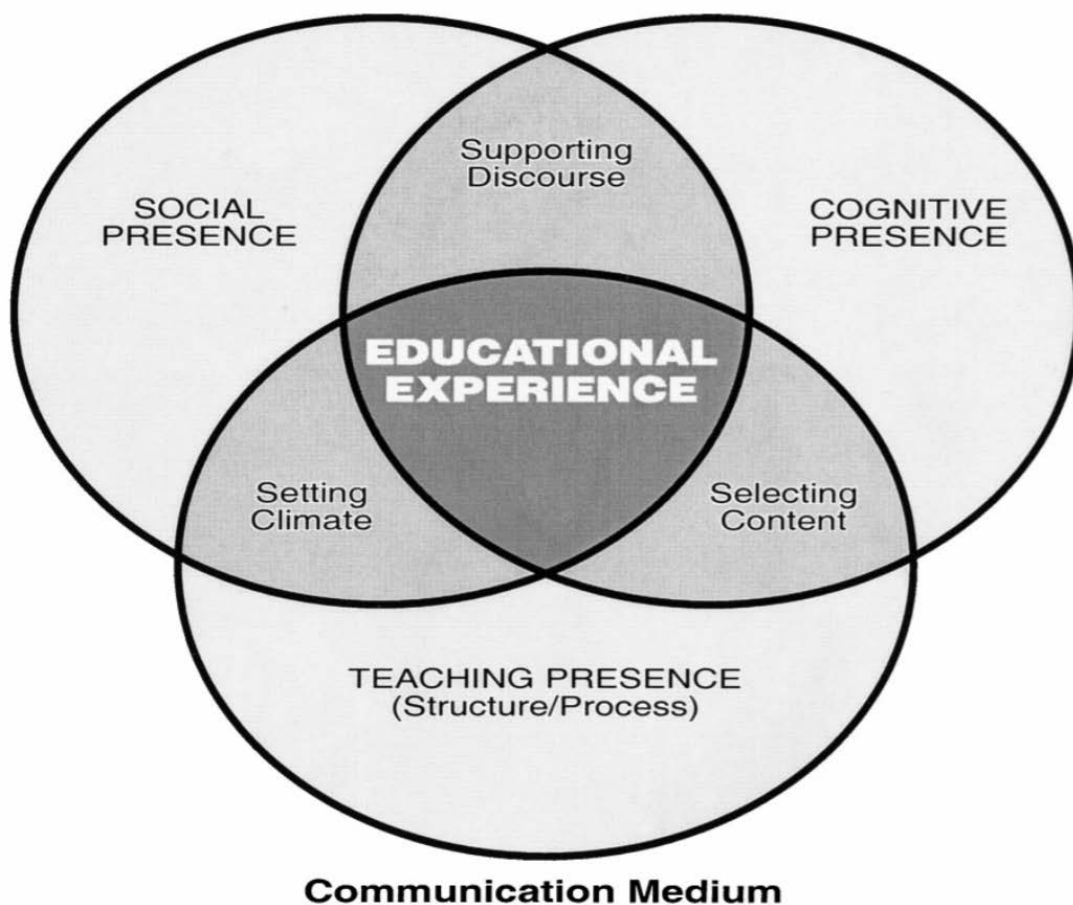 Supporting
Discourse
SOCIAL
PRESENCE
COGNITIVE
PRESENCE
EDUCATIONAL
EXPERIENCE
Setting
Climate
Selecting
Content
TEACHING PRESENCE
(Structure/Process)
Communication Medium